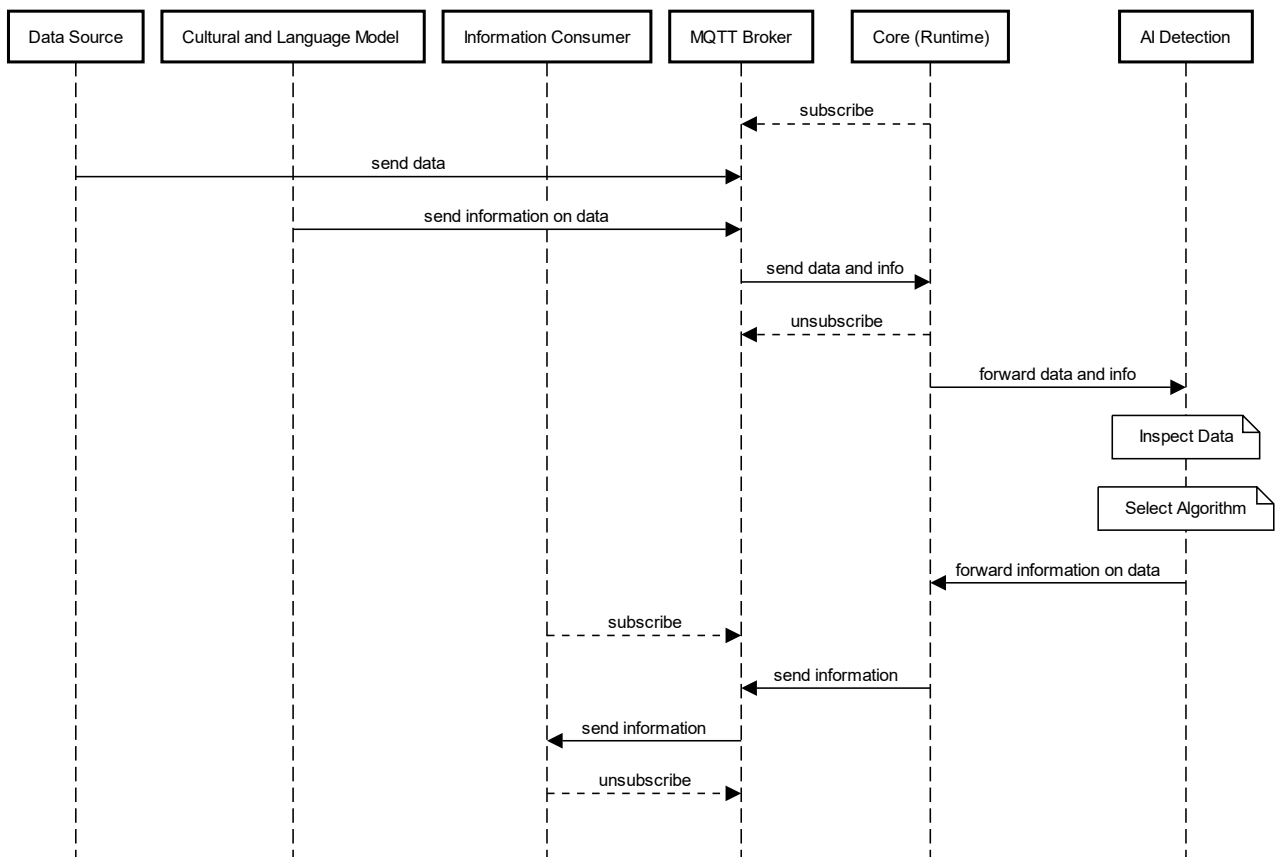 Data Source
Cultural and Language Model
Information Consumer
MQTT Broker
Core (Runtime)
AI Detection
subscribe
send data
send information on data
send data and info
unsubscribe
forward data and info
Inspect Data
Select Algorithm
forward information on data
subscribe
send information
send information
unsubscribe